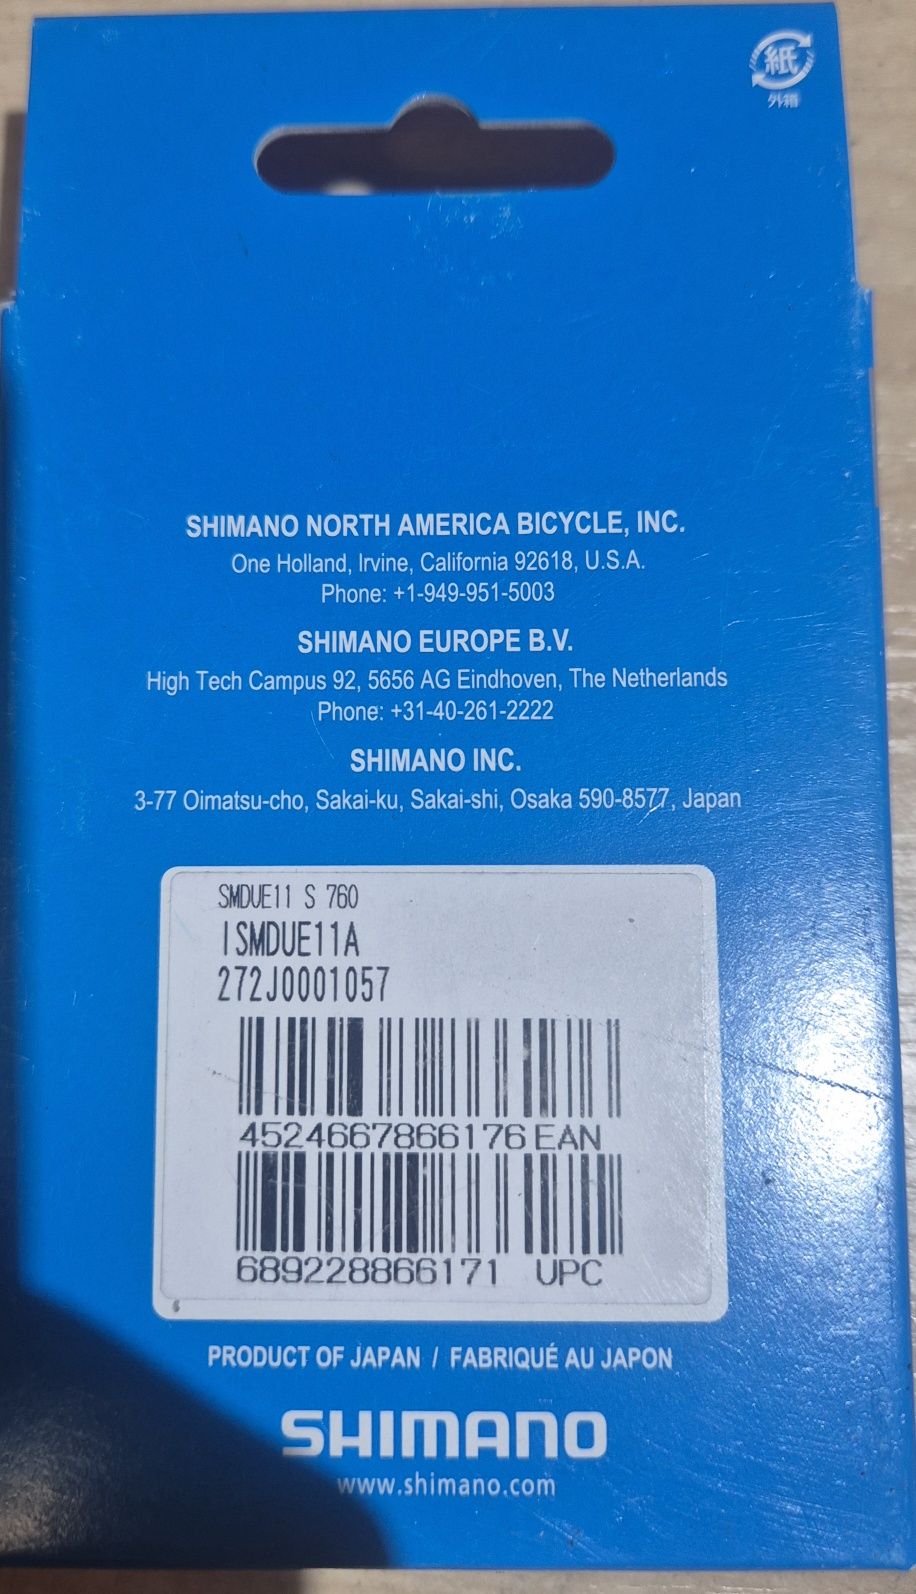 紙
外箱
SHIMANO NORTH AMERICA BICYCLE, INC.
One Holland, Irvine, California 92618, U.S.A.
Phone: +1-949-951-5003
SHIMANO EUROPE B.V.
High Tech Campus 92, 5656 AG Eindhoven, The Netherlands
Phone: +31-40-261-2222
SHIMANO INC.
3-77 Oimatsu-cho, Sakai-ku, Sakai-shi, Osaka 590-8577, Japan
SMDUE11 S 760
ISMDUE11A
272J0001057
4524667866176 EAN
689228866171 UPC
PRODUCT OF JAPAN / FABRIQUÉ AU JAPON
SHIMANO
www.shimano.com